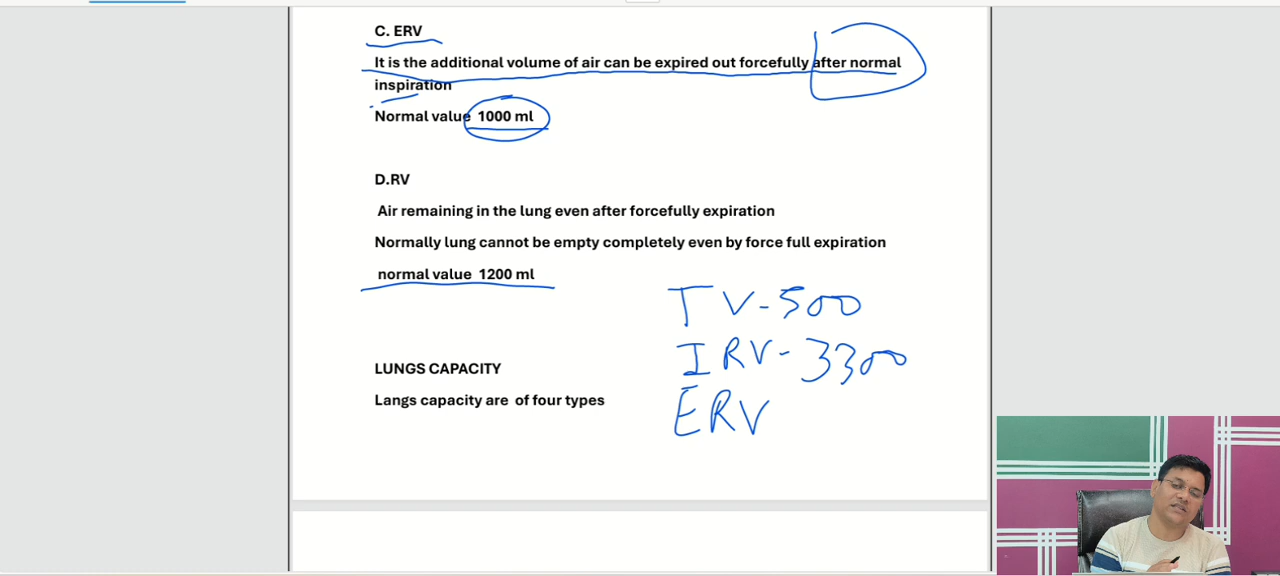 C. ERV
It is the additional volume of air can be expired out forcefully after normal
inspiration
Normal value 1000 ml
D.RV
Air remaining in the lung even after forcefully expiration
Normally lung cannot be empty completely even by force full expiration
normal value 1200 ml
TV-500
IRV-3300
LUNGS CAPACITY
Langs capacity are of four types
ERV